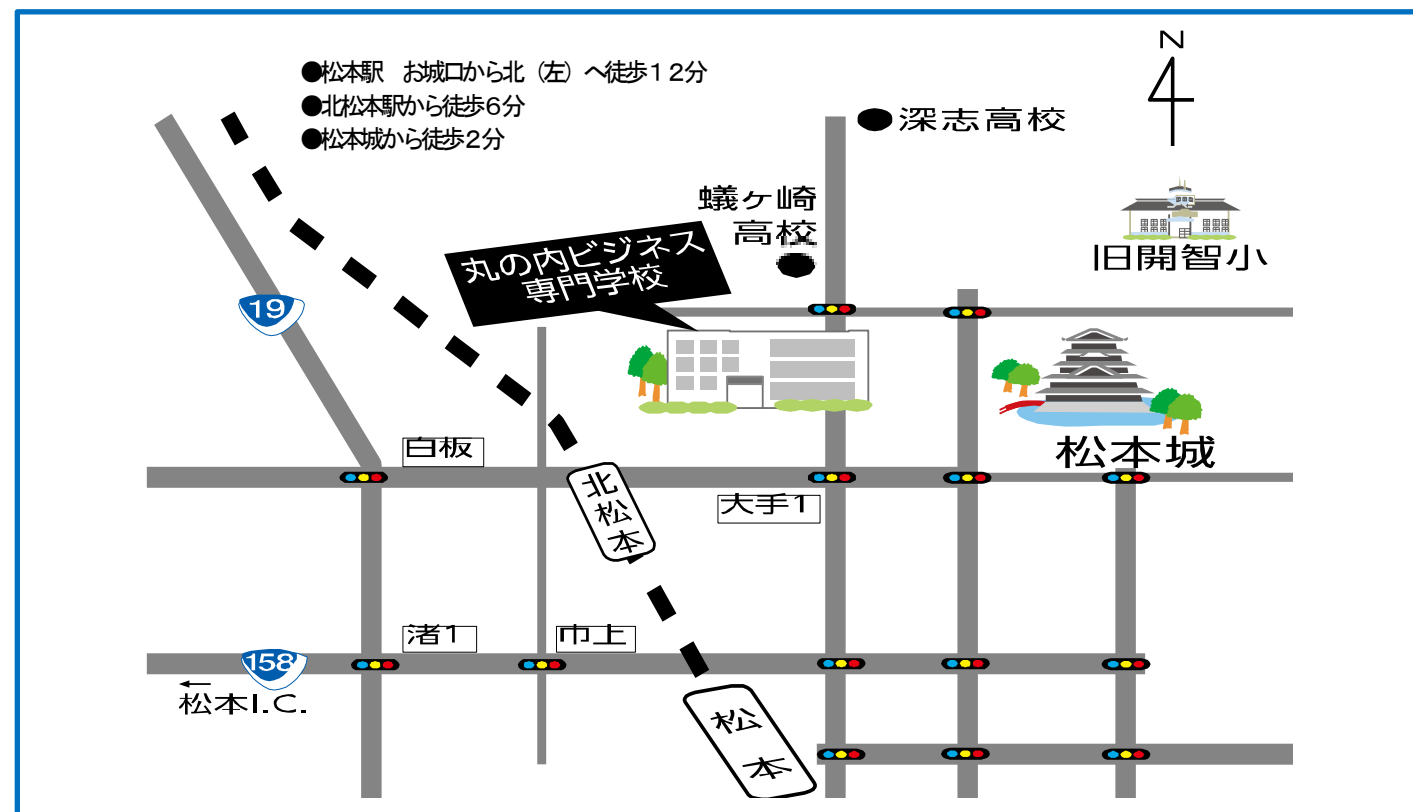 ●松本駅　お城口から北（左）へ徒歩１２分
●北松本駅から徒歩６分
●松本城から徒歩２分
N
深志高校
蟻ヶ崎
高校
旧開智小
丸の内ビジネス
専門学校
19
松本城
白板
北松本
大手1
渚1
巾上
158
松本I.C.
松本